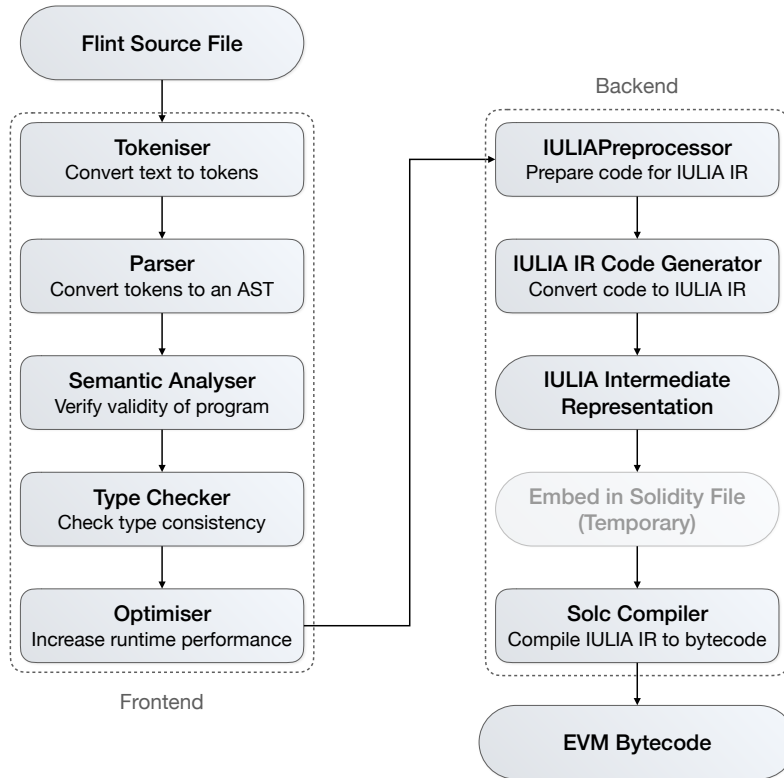 Flint Source File
Tokeniser
Convert text to tokens
Parser
Convert tokens to an AST
Semantic Analyser
Verify validity of program
Type Checker
Check type consistency
Optimiser
Increase runtime performance
Frontend
Backend
IULIAPreprocessor
Prepare code for IULIA IR
IULIA IR Code Generator
Convert code to IULIA IR
IULIA Intermediate
Representation
Embed in Solidity File
(Temporary)
Solc Compiler
Compile IULIA IR to bytecode
EVM Bytecode